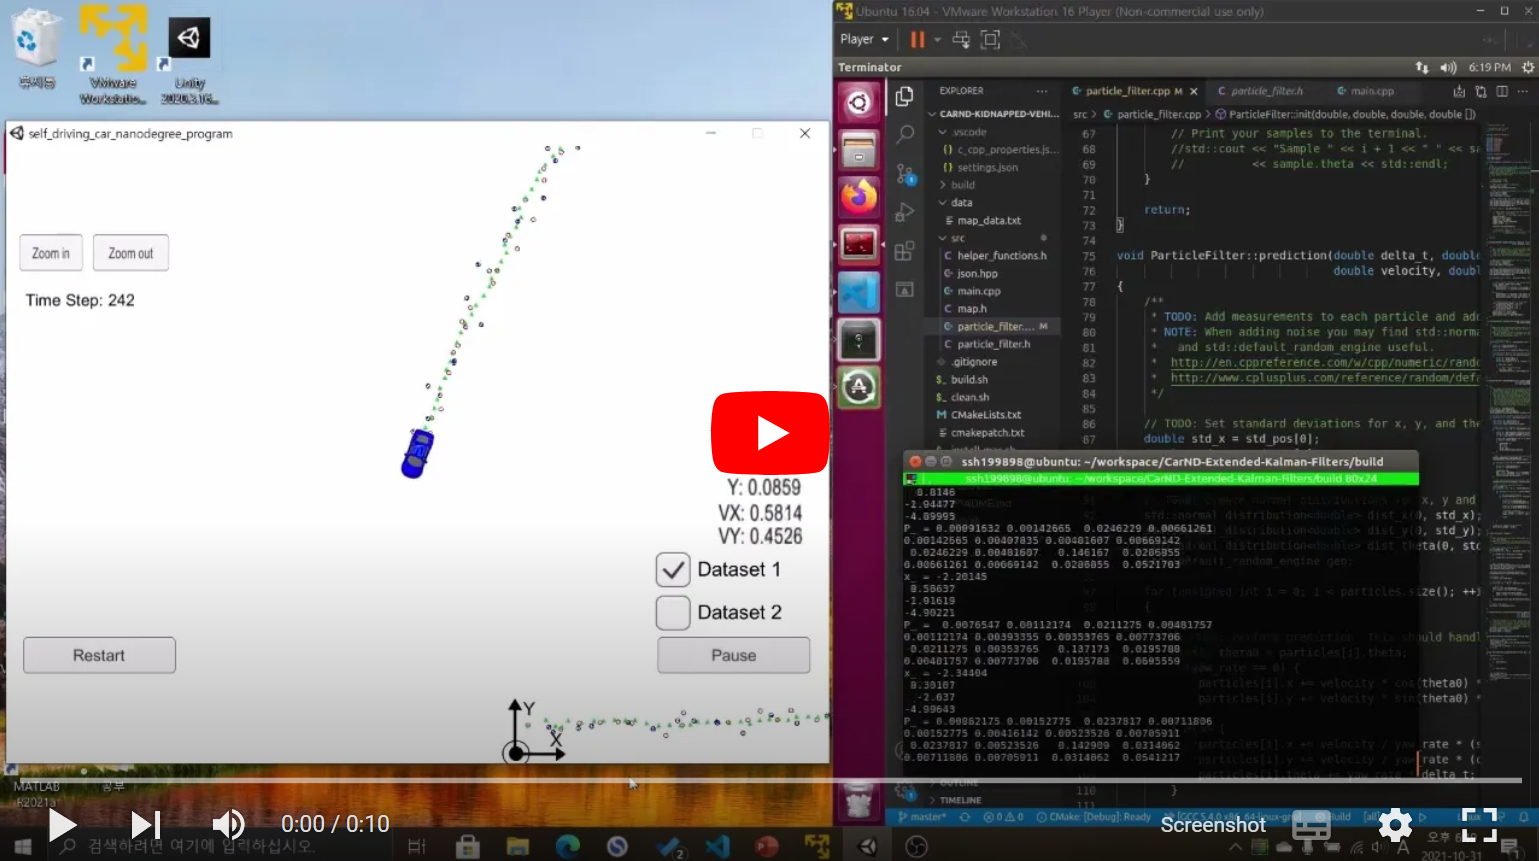 휴지통
VMware Workstatio...
Unity 2020.3.16...
self_driving_car_nanodegree_program
Zoom in
Zoom out
Time Step: 242
Y: 0.0859
VX: 0.5814
VY: 0.4526
Dataset 1
Dataset 2
Restart
Pause
Y
X
MATLAB R2021a
공부
0:00 / 0:10
Screenshot
검색하려면 여기에 입력하십시오.
Ubuntu 16.04 - VMware Workstation 16 Player (Non-commercial use only)
Player
Terminator
6:19 PM
EXPLORER
particle_filter.cpp M
particle_filter.h
main.cpp
CARND-KIDNAPPED-VEHI...
src > particle_filter.cpp > ParticleFilter::init(double, double, double, double [])
.vscode
c_cpp_properties.js...
settings.json
build
data
map_data.txt
src
helper_functions.h
json.hpp
main.cpp
map.h
particle_filter.... M
particle_filter.h
.gitignore
build.sh
clean.sh
CMakeLists.txt
cmakepatch.txt
OUTLINE
TIMELINE
67 // Print your samples to the terminal.
68 //std::cout << "Sample " << i + 1 << " " << sa
69 // << sample.theta << std::endl;
70 }
71
72 return;
73 }
74
75 void ParticleFilter::prediction(double delta_t, double
76 double velocity, doubl
77 {
78 /**
79 * TODO: Add measurements to each particle and add
80 * NOTE: When adding noise you may find std::norma
81 * and std::default_random_engine useful.
82 * http://en.cppreference.com/w/cpp/numeric/rando
83 * http://www.cplusplus.com/reference/random/defa
84 */
85
86 // TODO: Set standard deviations for x, y, and the
87 double std_x = std_pos[0];
ssh199898@ubuntu: ~/workspace/CarND-Extended-Kalman-Filters/build
ssh199898@ubuntu: ~/workspace/CarND-Extended-Kalman-Filters/build 80x24
8.8146
-1.94477
-4.89995
P_ = 0.00891632 0.00142665 0.0246229 0.00661261
0.00142665 0.00407835 0.00481607 0.00669142
0.0246229 0.00481607 0.146167 0.0286855
0.00661261 0.00669142 0.0286855 0.0521703
x_ = -2.20145
8.56637
-1.91619
-4.90221
P_ = 0.0076547 0.00112174 0.0211275 0.00481757
0.00112174 0.00393355 0.00353765 0.00773706
0.0211275 0.00353765 0.137173 0.0195788
0.00481757 0.00773706 0.0195788 0.0695559
x_ = -2.34404
8.30107
-2.037
-4.99643
P_ = 0.00862175 0.00152775 0.0237817 0.00711806
0.00152775 0.00416142 0.00523526 0.00705911
0.0237817 0.00523526 0.142909 0.0314062
0.00711806 0.00705911 0.0314062 0.0541217
master*
CMake: [Debug]: Ready
Build
2021-10-31